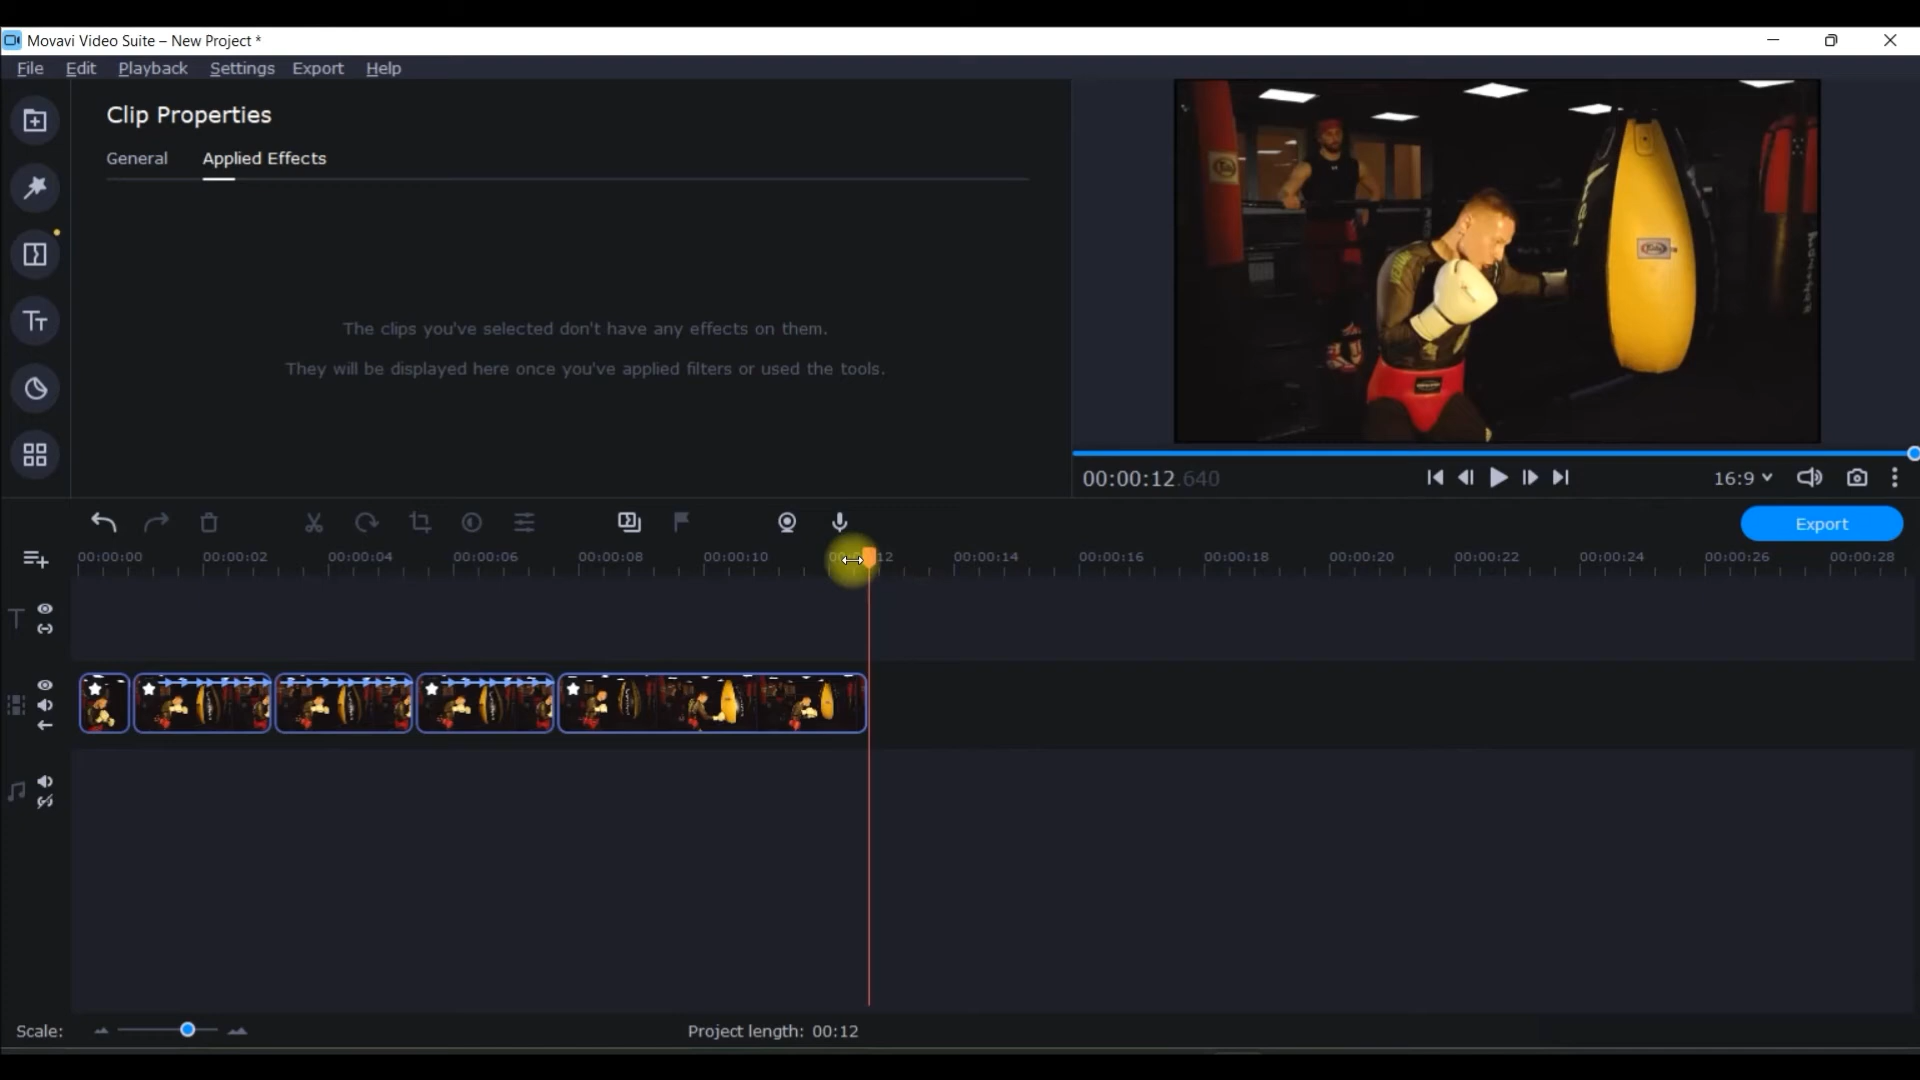 Movavi Video Suite – New Project *
File Edit Playback Settings Export Help
Clip Properties
General Applied Effects
The clips you've selected don't have any effects on them.
They will be displayed here once you've applied filters or used the tools.
00:00:12.640
16:9
Export
00:00:00 00:00:02 00:00:04 00:00:06 00:00:08 00:00:10 00:00:14 00:00:16 00:00:18 00:00:20 00:00:22 00:00:24 00:00:26 00:00:28
Scale:
Project length: 00:12